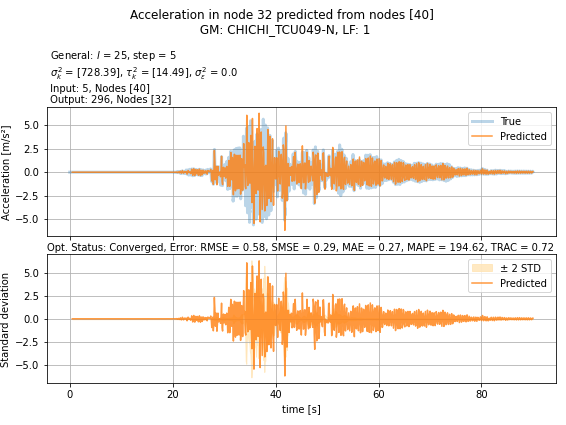 Acceleration in node 32 predicted from nodes [40]
GM: CHICHI_TCU049-N, LF: 1
General: l = 25, step = 5
σ²ₖ = [728.39], τ²ₖ = [14.49], σ²ε = 0.0
Input: 5, Nodes [40]
Output: 296, Nodes [32]
Acceleration [m/s²]
5.0
2.5
0.0
−2.5
−5.0
True
Predicted
Opt. Status: Converged, Error: RMSE = 0.58, SMSE = 0.29, MAE = 0.27, MAPE = 194.62, TRAC = 0.72
Standard deviation
5.0
2.5
0.0
−2.5
−5.0
± 2 STD
Predicted
0 20 40 60 80
time [s]